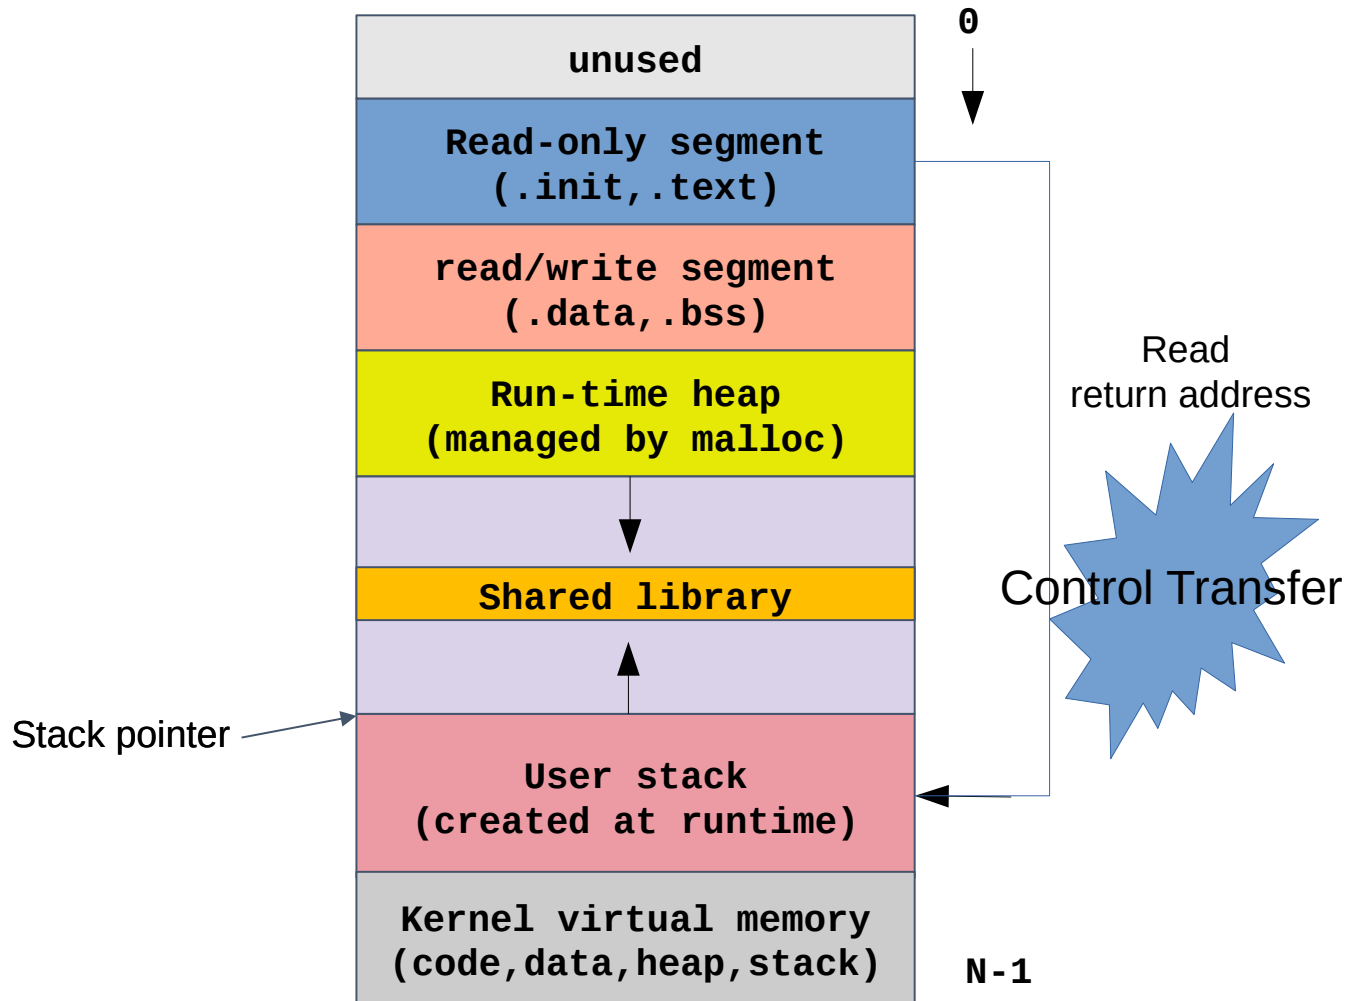 unused
0
Read-only segment
(.init,.text)
read/write segment
(.data,.bss)
Run-time heap
(managed by malloc)
Read
return address
Shared library
Control Transfer
Stack pointer
User stack
(created at runtime)
Kernel virtual memory
(code,data,heap,stack)
N-1